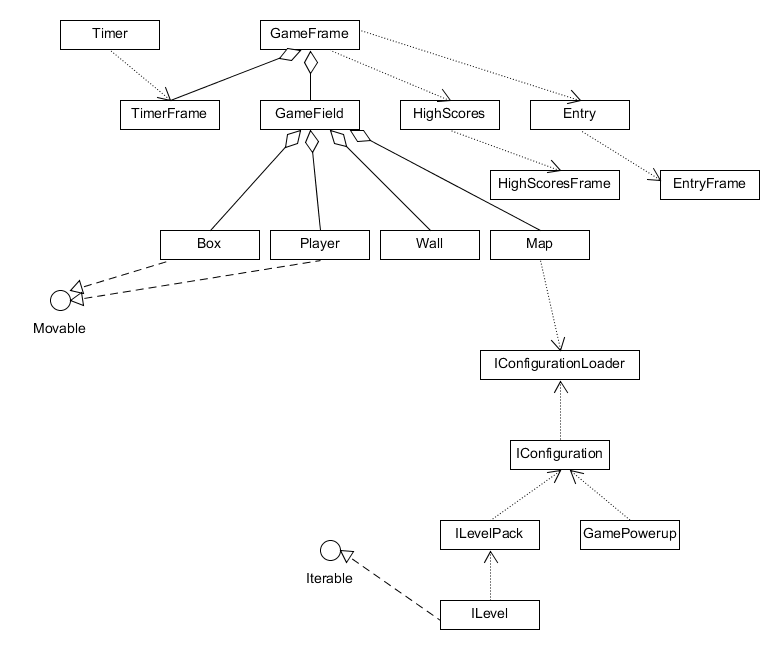 Timer
GameFrame
TimerFrame
GameField
HighScores
Entry
HighScoresFrame
EntryFrame
Box
Player
Wall
Map
Movable
IConfigurationLoader
IConfiguration
ILevelPack
GamePowerup
Iterable
ILevel